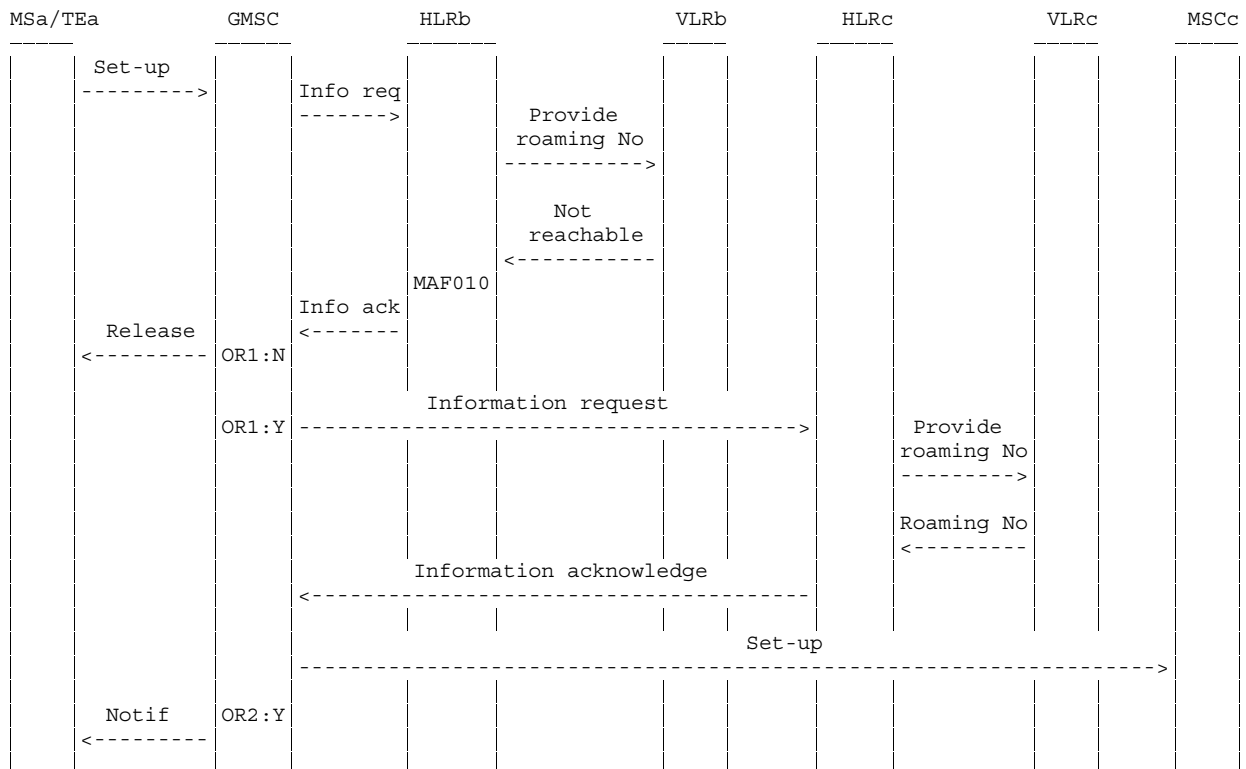 MSa/TEa GMSC HLRb VLRb HLRc VLRc MSCc
Set-up
Info req
Provide
roaming No
Not
reachable
MAF010
Info ack
Release
OR1:N
Information request
OR1:Y Provide
roaming No
Roaming No
Information acknowledge
Set-up
Notif OR2:Y